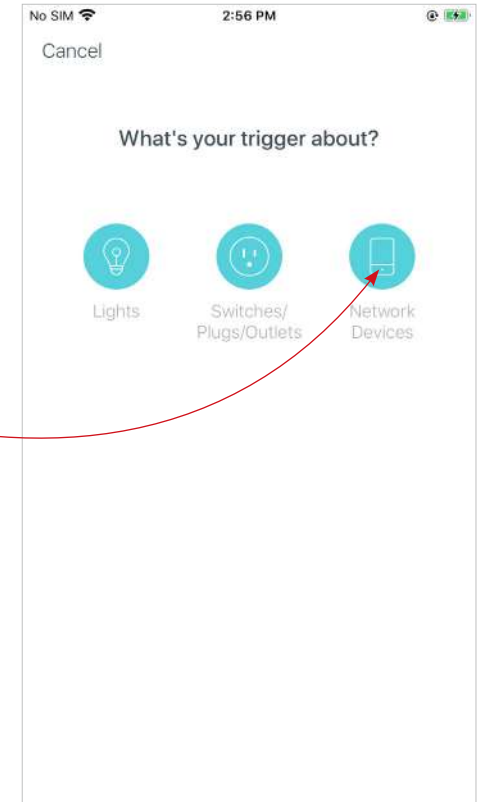 No SIM 2:56 PM
Cancel
What's your trigger about?
Lights
Switches/
Plugs/Outlets
Network
Devices